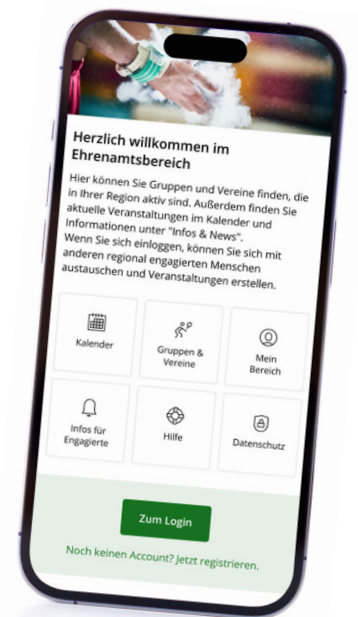 Herzlich willkommen im
Ehrenamtsbereich
Hier können Sie Gruppen und Vereine finden, die
in Ihrer Region aktiv sind. Außerdem finden Sie
aktuelle Veranstaltungen im Kalender und
Informationen unter "Infos & News".
Wenn Sie sich einloggen, können Sie sich mit
anderen regional engagierten Menschen
austauschen und Veranstaltungen erstellen.
Kalender
Gruppen &
Vereine
Mein
Bereich
Infos für
Engagierte
Hilfe
Datenschutz
Zum Login
Noch keinen Account? Jetzt registrieren.